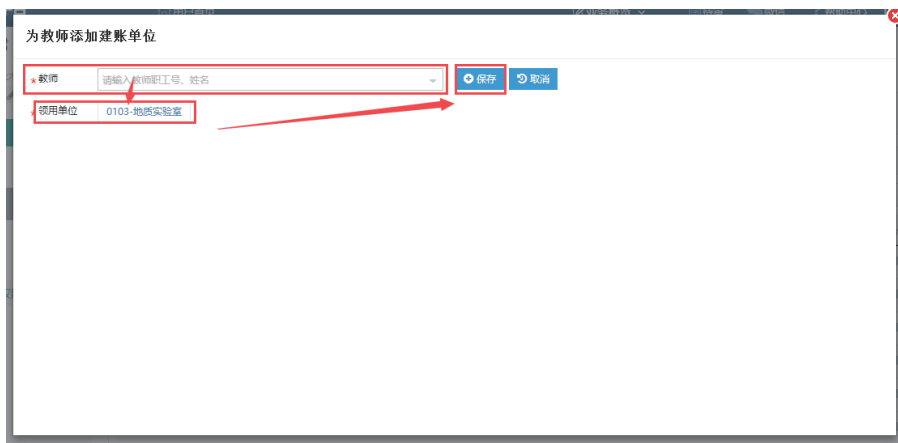 为教师添加建账单位
*教师 请输入教师职工号、姓名 保存 取消
*领用单位 0103-地质实验室